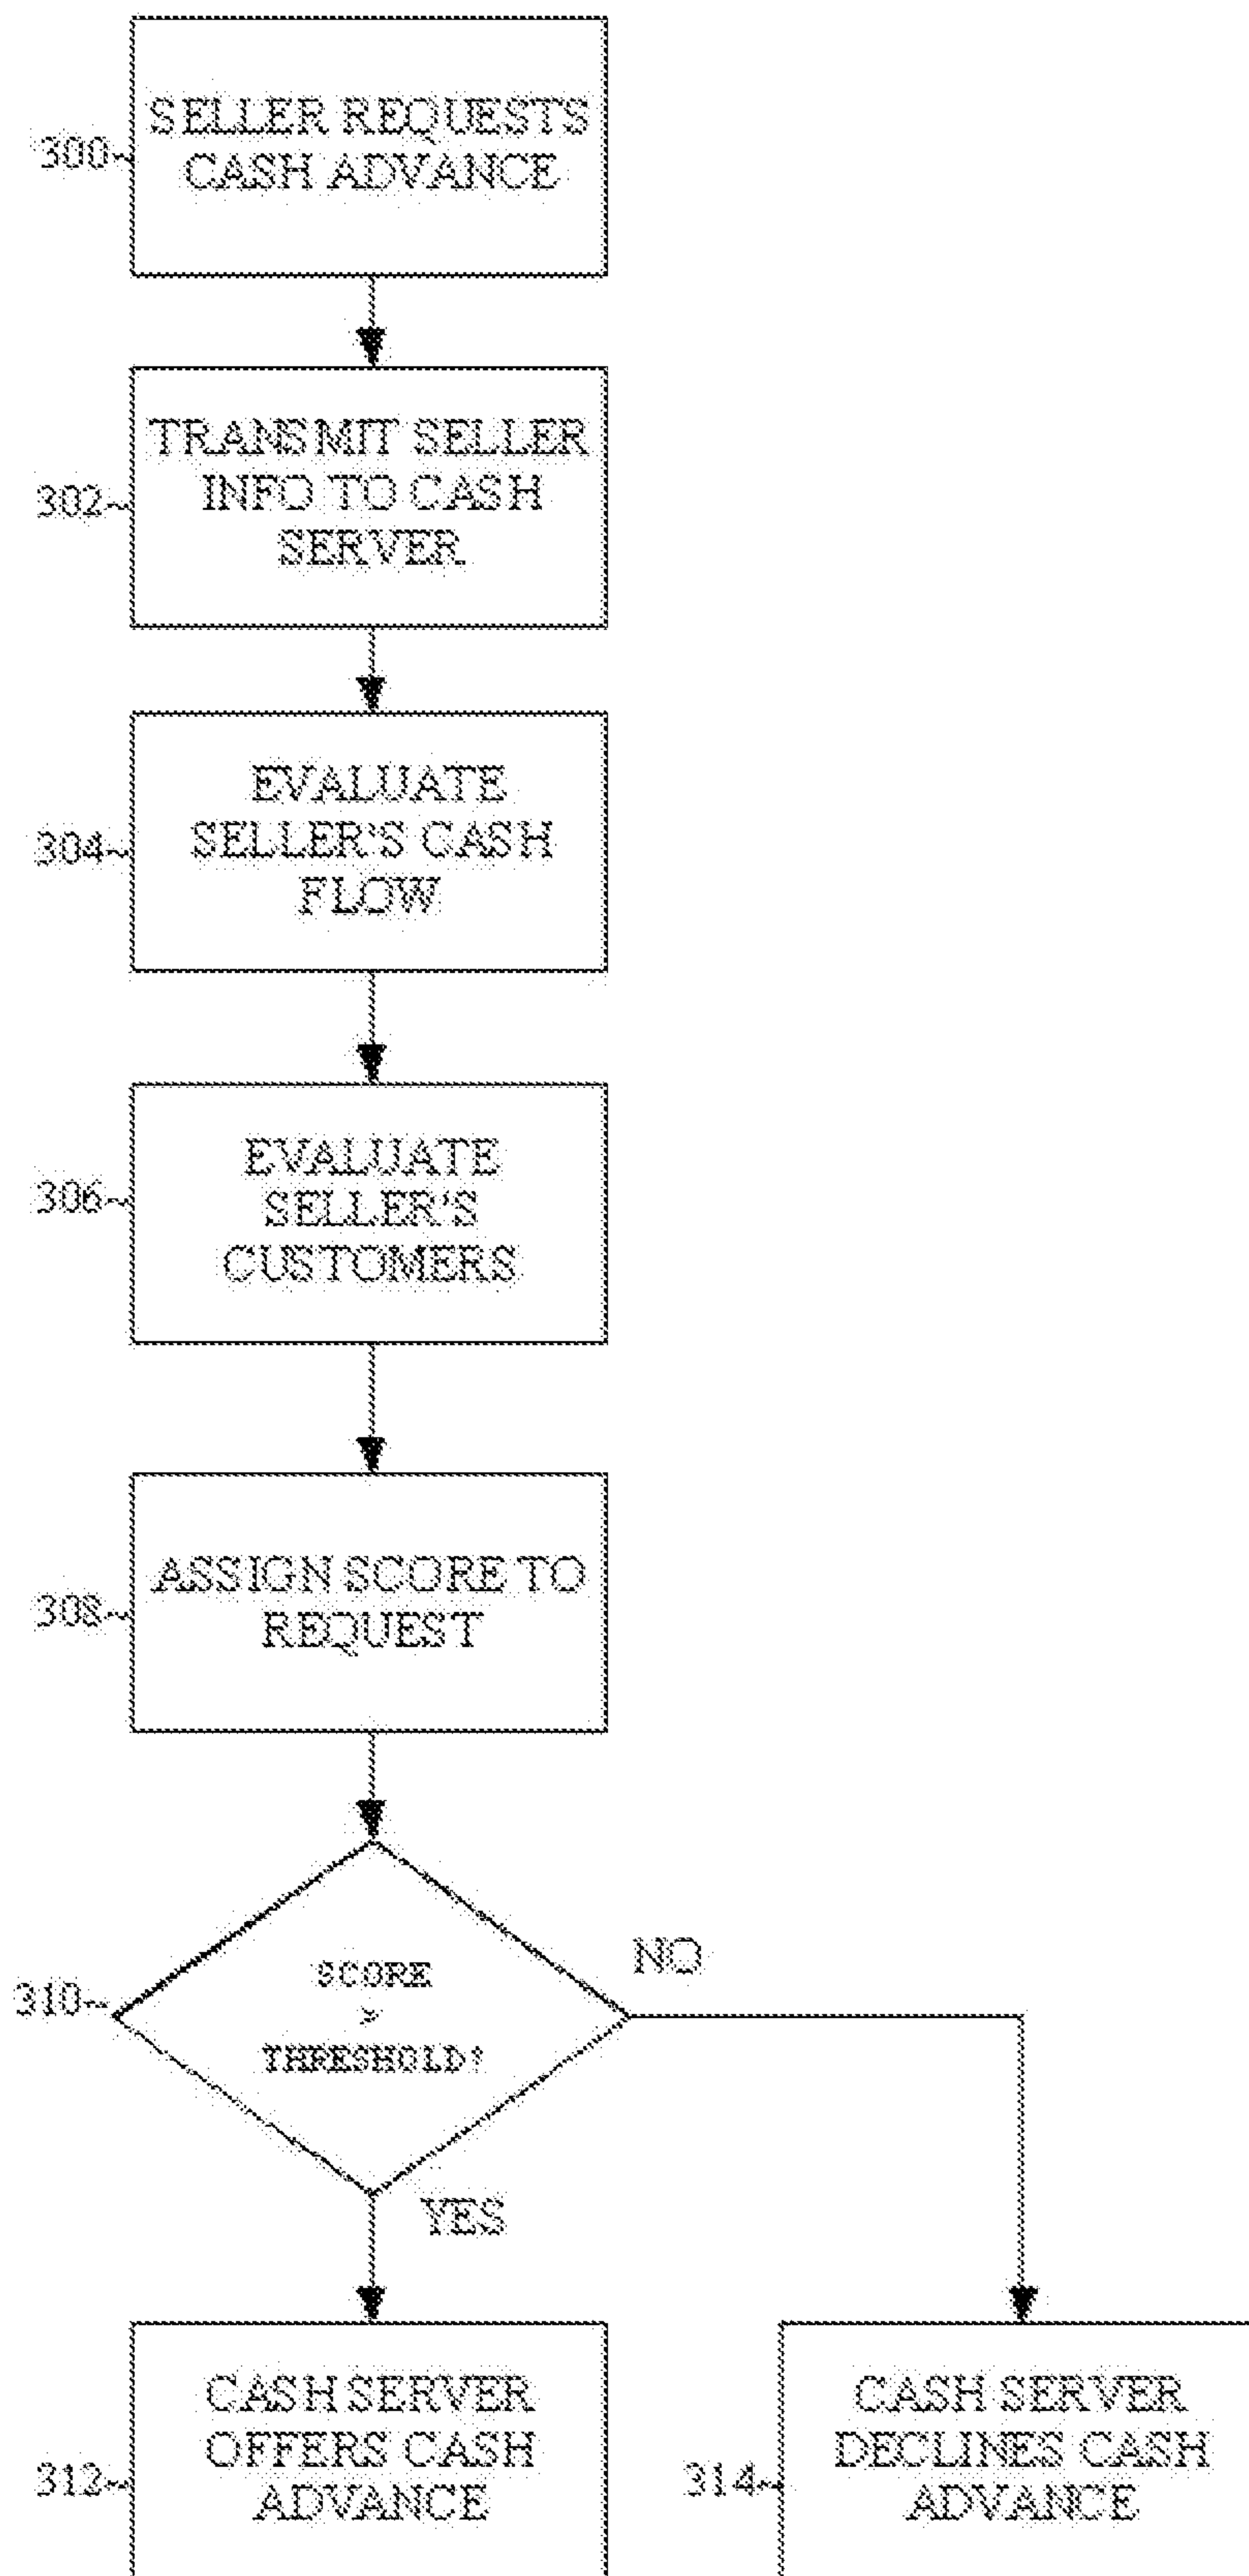 300
SELLER REQUESTS
CASH ADVANCE
302
TRANSMIT SELLER
INFO TO CASH
SERVER
304
EVALUATE
SELLER'S CASH
FLOW
306
EVALUATE
SELLER'S
CUSTOMERS
308
ASSIGN SCORE TO
REQUEST
310
SCORE
>
THRESHOLD?
NO
YES
312
CASH SERVER
OFFERS CASH
ADVANCE
314
CASH SERVER
DECLINES CASH
ADVANCE